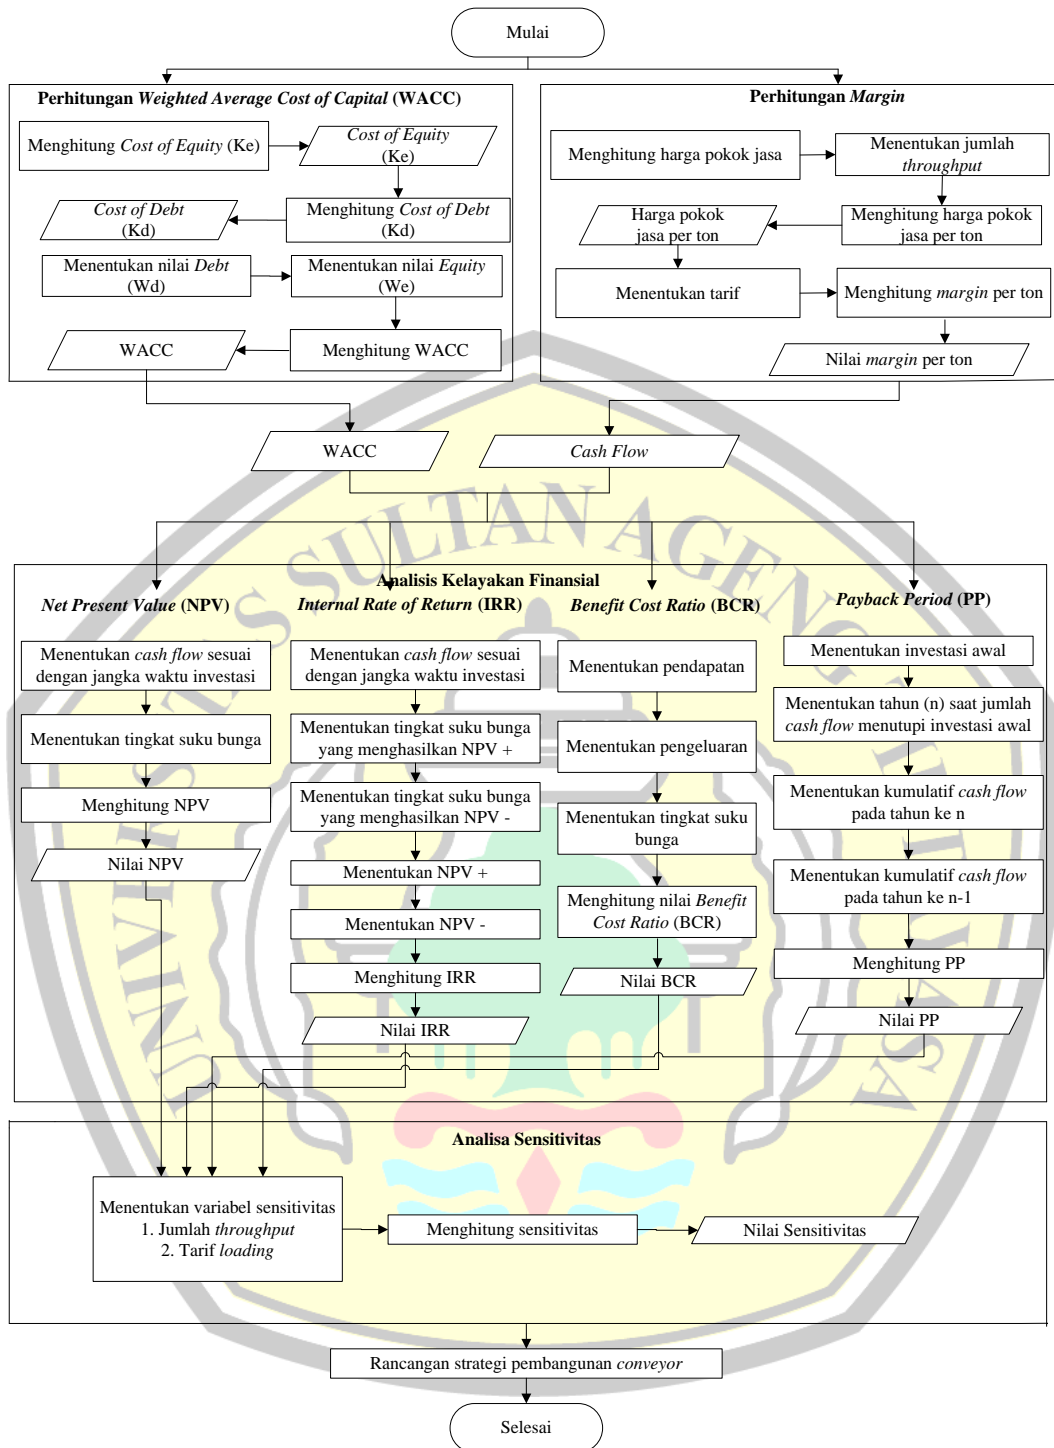 Mulai
Perhitungan Weighted Average Cost of Capital (WACC)
Menghitung Cost of Equity (Ke)
Cost of Equity
(Ke)
Cost of Debt
(Kd)
Menghitung Cost of Debt
(Kd)
Menentukan nilai Debt
(Wd)
Menentukan nilai Equity
(We)
WACC
Menghitung WACC
Perhitungan Margin
Menghitung harga pokok jasa
Menentukan jumlah
throughput
Harga pokok
jasa per ton
Menghitung harga pokok
jasa per ton
Menentukan tarif
Menghitung margin per ton
Nilai margin per ton
WACC
Cash Flow
UNIVERSITAS SULTAN AGENG TIRTAYASA
Analisis Kelayakan Finansial
Net Present Value (NPV)
Menentukan cash flow sesuai
dengan jangka waktu investasi
Menentukan tingkat suku bunga
Menghitung NPV
Nilai NPV
Internal Rate of Return (IRR)
Menentukan cash flow sesuai
dengan jangka waktu investasi
Menentukan tingkat suku bunga
yang menghasilkan NPV +
Menentukan tingkat suku bunga
yang menghasilkan NPV -
Menentukan NPV +
Menentukan NPV -
Menghitung IRR
Nilai IRR
Benefit Cost Ratio (BCR)
Menentukan pendapatan
Menentukan pengeluaran
Menentukan tingkat suku
bunga
Menghitung nilai Benefit
Cost Ratio (BCR)
Nilai BCR
Payback Period (PP)
Menentukan investasi awal
Menentukan tahun (n) saat jumlah
cash flow menutupi investasi awal
Menentukan kumulatif cash flow
pada tahun ke n
Menentukan kumulatif cash flow
pada tahun ke n-1
Menghitung PP
Nilai PP
Analisa Sensitivitas
Menentukan variabel sensitivitas
1. Jumlah throughput
2. Tarif loading
Menghitung sensitivitas
Nilai Sensitivitas
Rancangan strategi pembangunan conveyor
Selesai